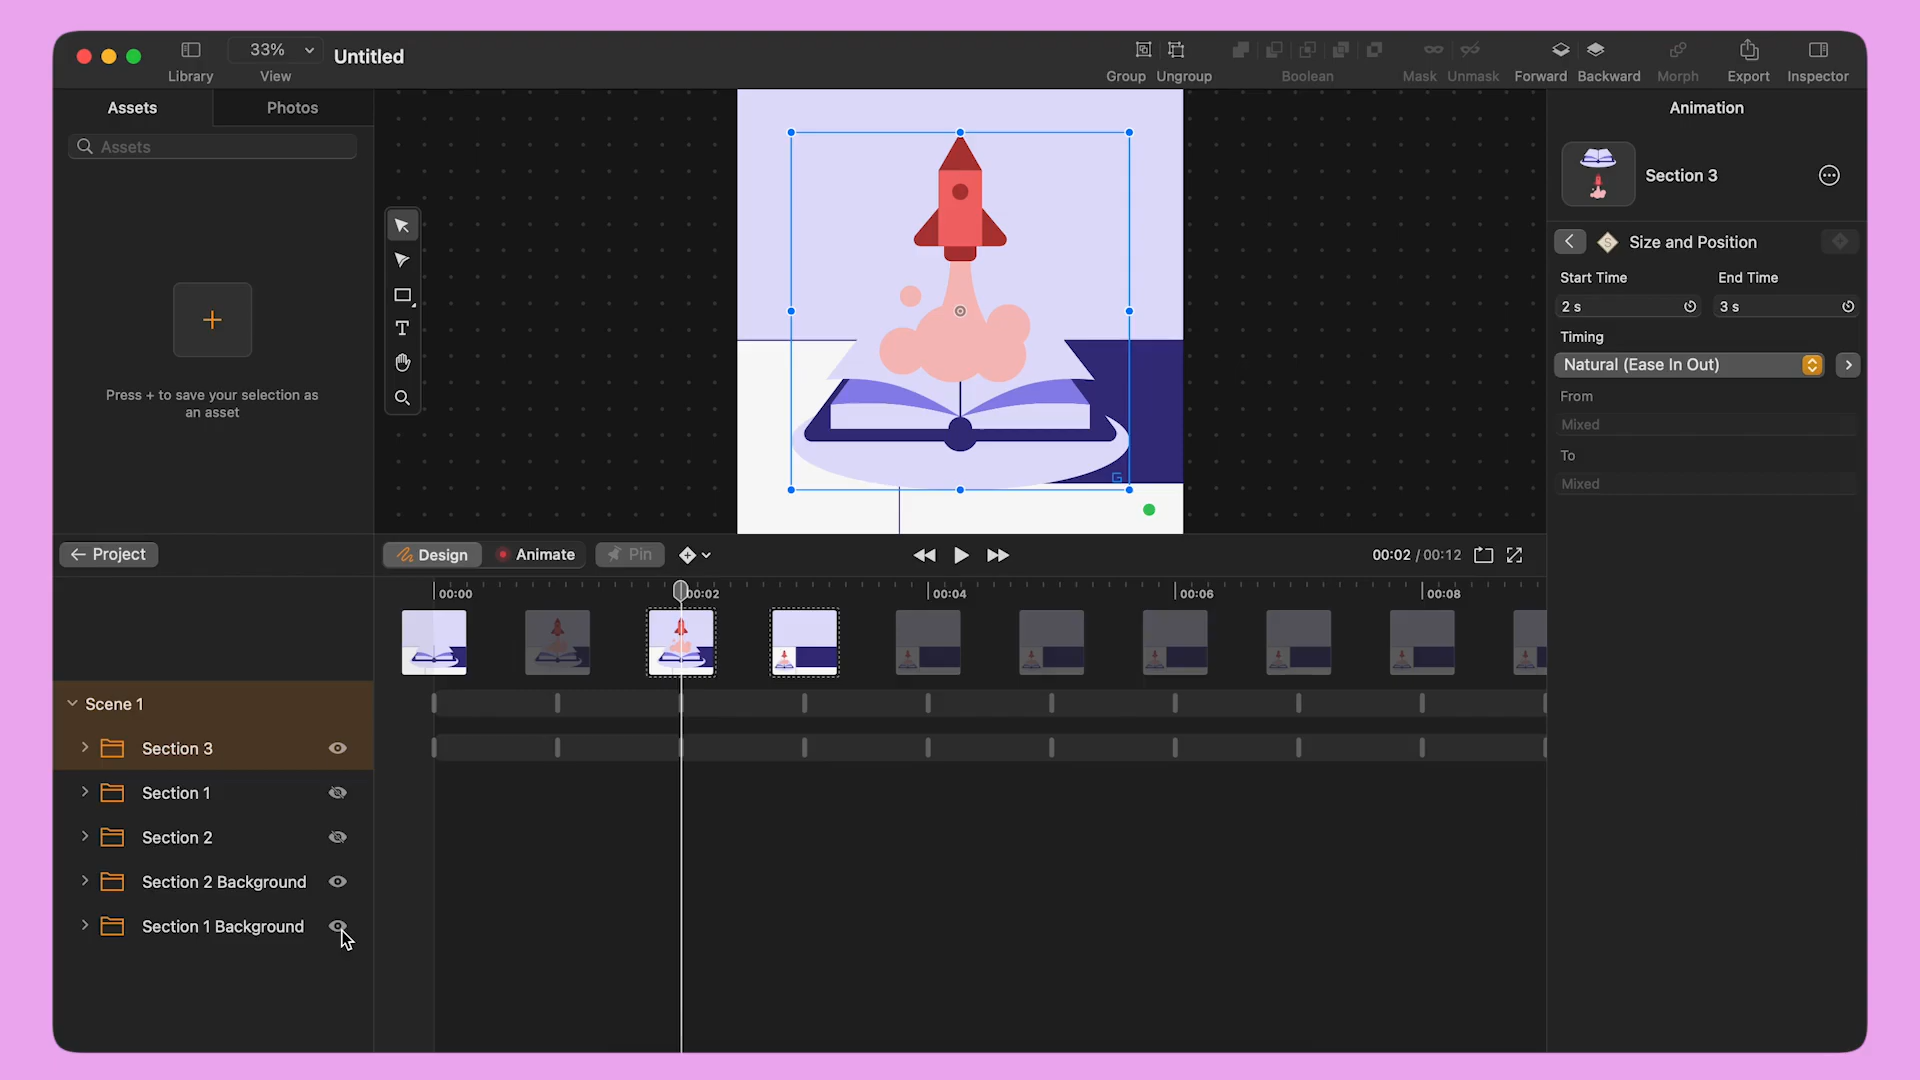 33%
Untitled
Library
View
Group
Ungroup
Boolean
Mask
Unmask
Forward
Backward
Morph
Export
Inspector
Assets
Photos
Assets
Press + to save your selection as
an asset
G
Animation
Section 3
Size and Position
Start Time
End Time
2 s
3 s
Timing
Natural (Ease In Out)
From
Mixed
To
Mixed
← Project
Design
Animate
Pin
00:02 / 00:12
00:00
00:02
00:04
00:06
00:08
Scene 1
Section 3
Section 1
Section 2
Section 2 Background
Section 1 Background